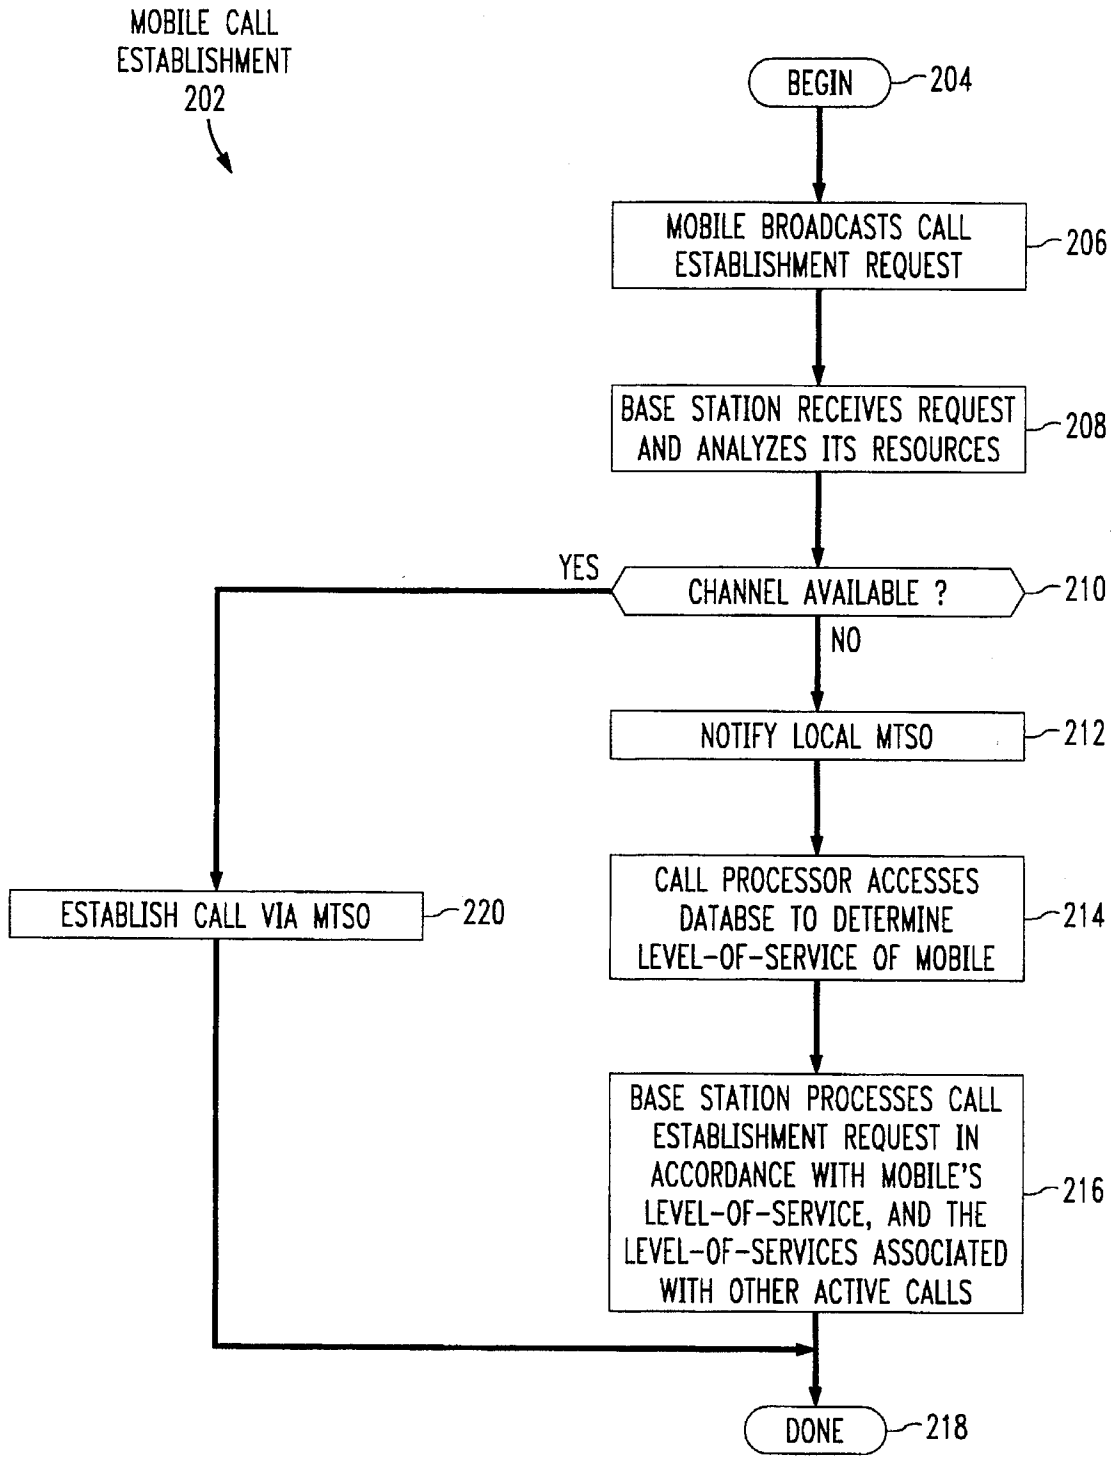 MOBILE CALL
ESTABLISHMENT
202
BEGIN
204
MOBILE BROADCASTS CALL
ESTABLISHMENT REQUEST
206
BASE STATION RECEIVES REQUEST
AND ANALYZES ITS RESOURCES
208
YES
CHANNEL AVAILABLE ?
210
NO
NOTIFY LOCAL MTSO
212
CALL PROCESSOR ACCESSES
DATABSE TO DETERMINE
LEVEL-OF-SERVICE OF MOBILE
214
ESTABLISH CALL VIA MTSO
220
BASE STATION PROCESSES CALL
ESTABLISHMENT REQUEST IN
ACCORDANCE WITH MOBILE'S
LEVEL-OF-SERVICE, AND THE
LEVEL-OF-SERVICES ASSOCIATED
WITH OTHER ACTIVE CALLS
216
DONE
218